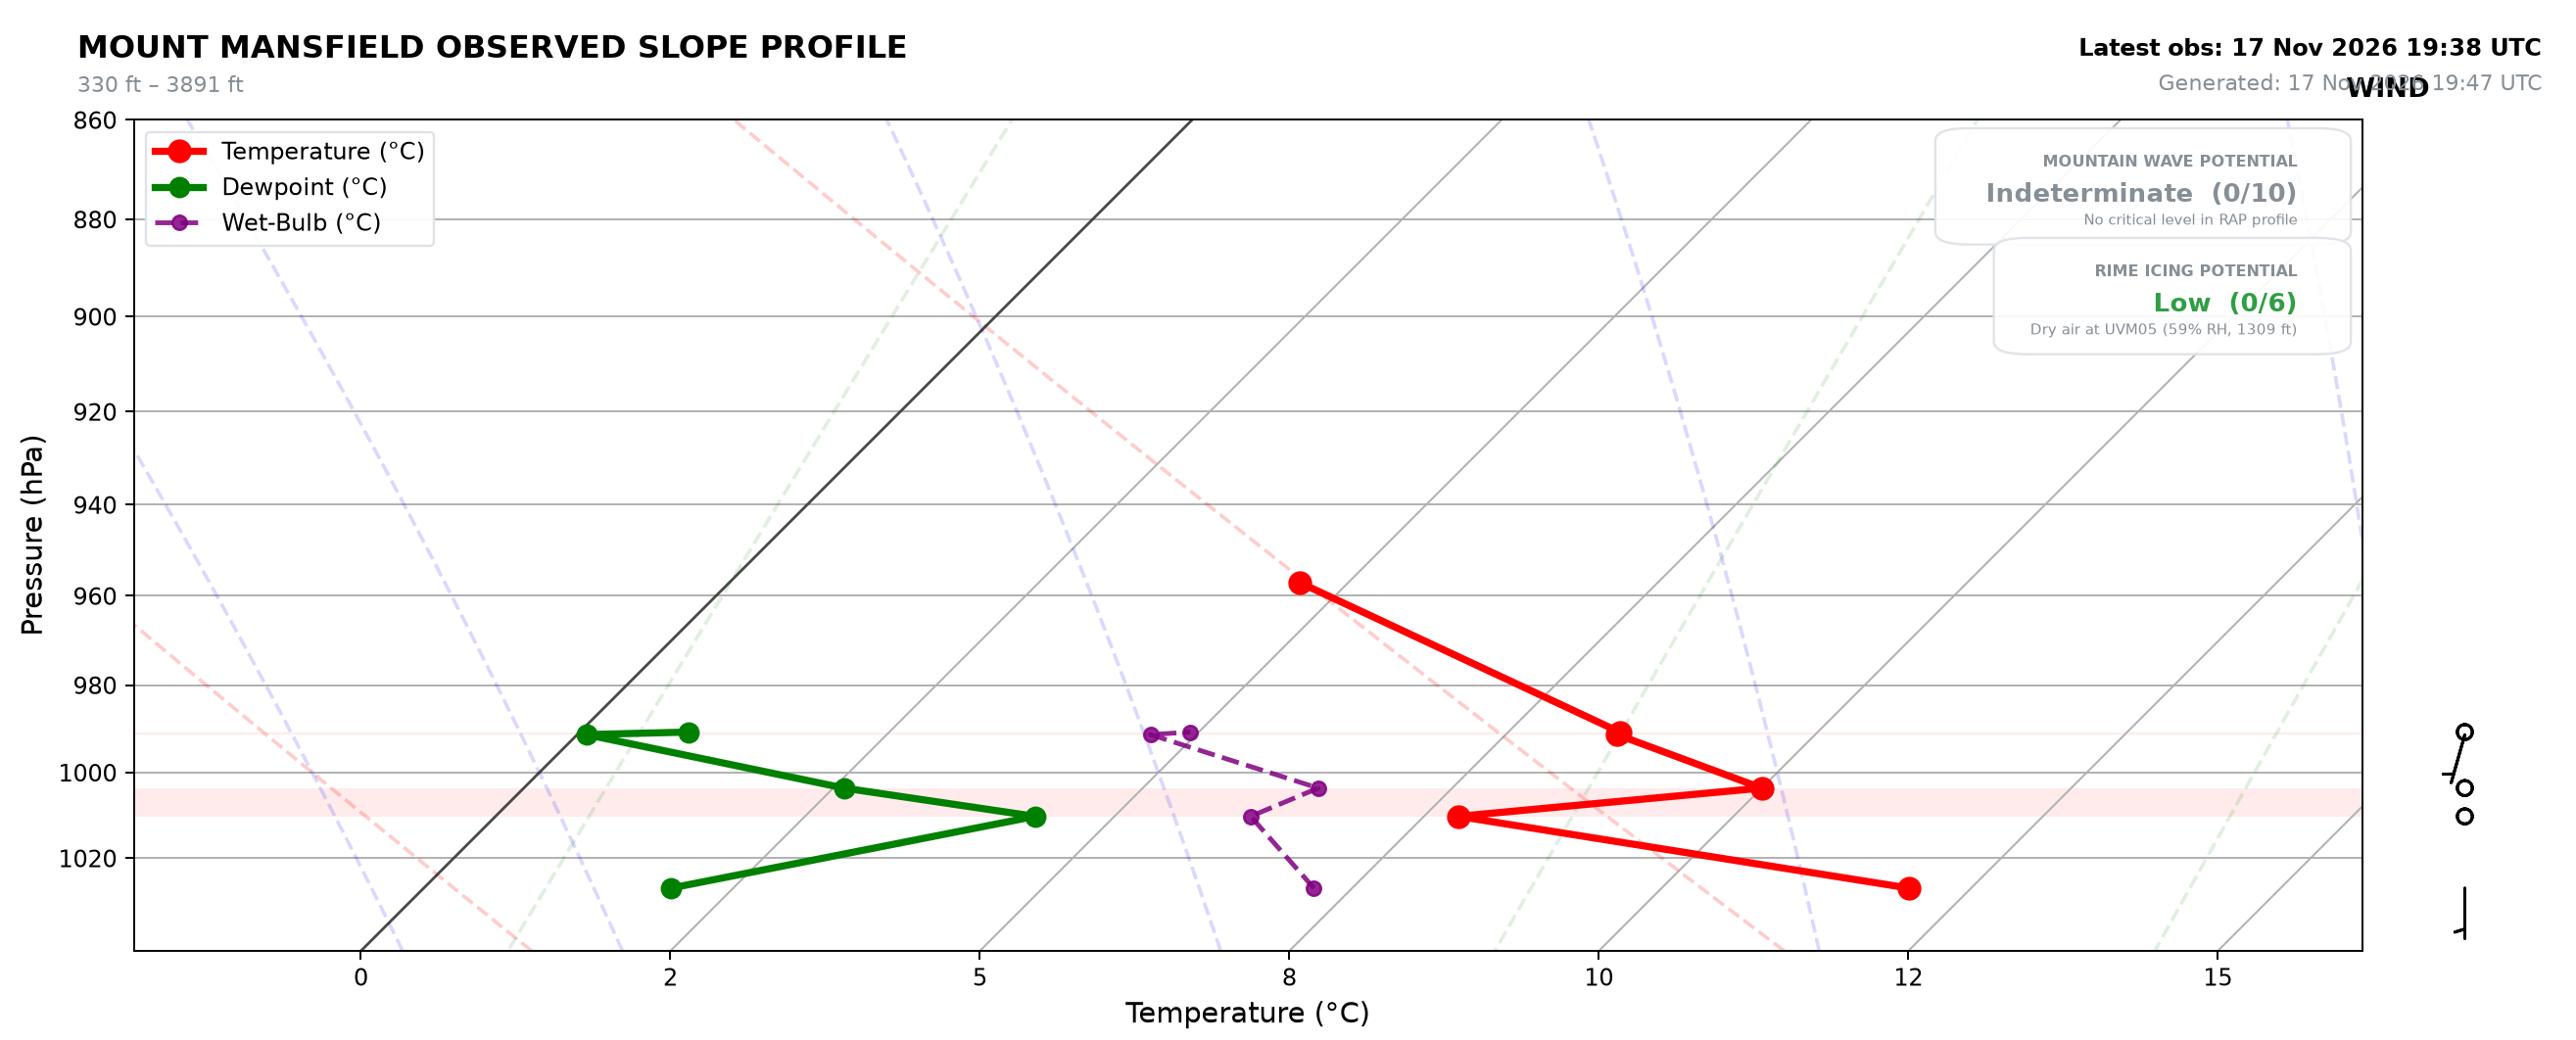 MOUNT MANSFIELD OBSERVED SLOPE PROFILE
330 ft – 3891 ft
Latest obs: 17 Nov 2026 19:38 UTC
Generated: 17 Nov 2026 19:47 UTC
WIND
Temperature (°C)
Dewpoint (°C)
Wet-Bulb (°C)
MOUNTAIN WAVE POTENTIAL
Indeterminate (0/10)
No critical level in RAP profile
RIME ICING POTENTIAL
Low (0/6)
Dry air at UVM05 (59% RH, 1309 ft)
Pressure (hPa)
860
880
900
920
940
960
980
1000
1020
0 2 5 8 10 12 15
Temperature (°C)